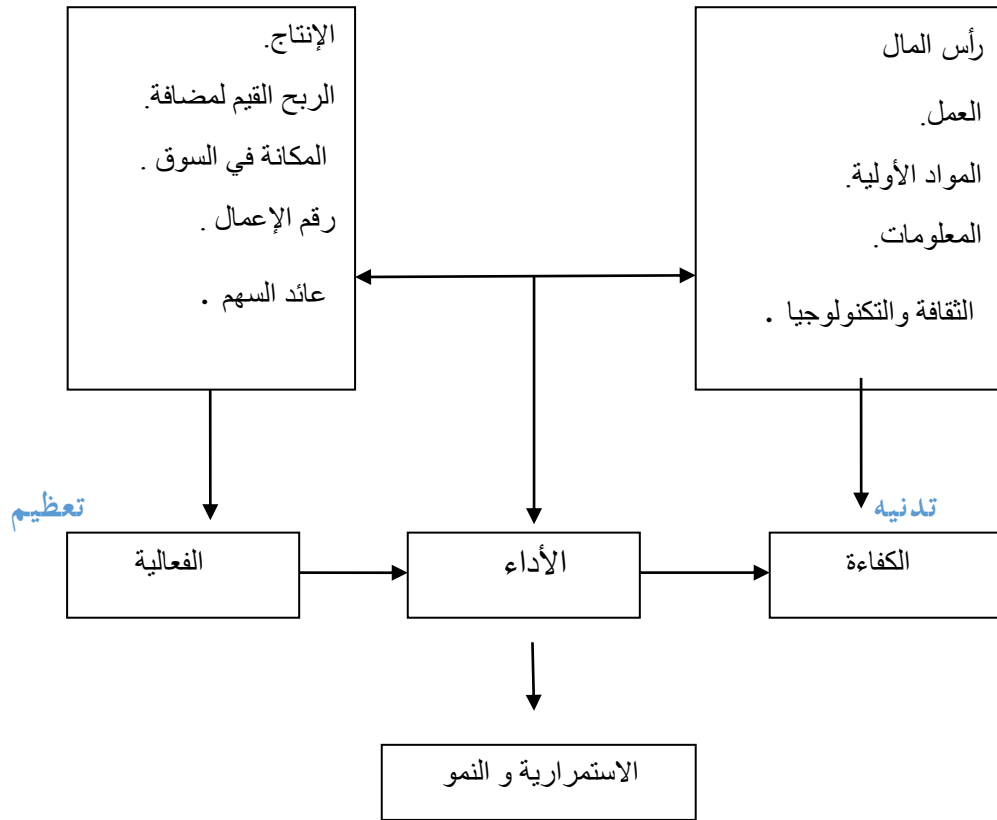 رأس المال
العمل.
المواد الأولية.
المعلومات.
الثقافة والتكنولوجيا .
الإنتاج.
الربح القيم لمضافة.
المكانة في السوق .
رقم الإعمال .
عائد السهم .
تدنيه
تعظيم
الكفاءة
الأداء
الفعالية
الاستمرارية و النمو